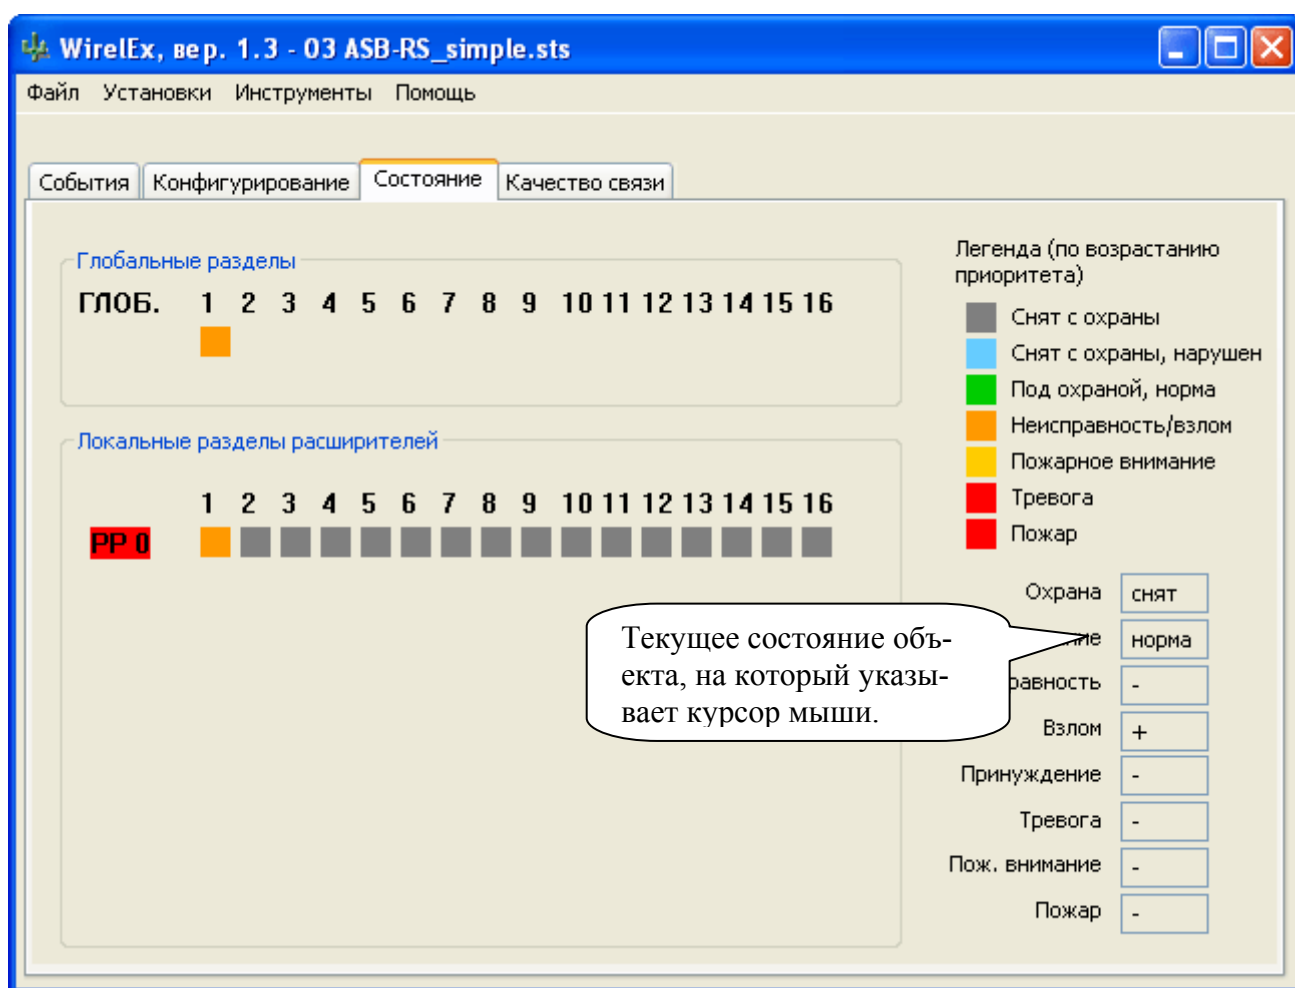 WirelEx, вер. 1.3 - 03 ASB-RS_simple.sts
Файл Установки Инструменты Помощь
События Конфигурирование Состояние Качество связи
Глобальные разделы
ГЛОБ. 1 2 3 4 5 6 7 8 9 10 11 12 13 14 15 16
Локальные разделы расширителей
1 2 3 4 5 6 7 8 9 10 11 12 13 14 15 16
РР 0
Легенда (по возрастанию
приоритета)
Снят с охраны
Снят с охраны, нарушен
Под охраной, норма
Неисправность/взлом
Пожарное внимание
Тревога
Пожар
Текущее состояние объ-
екта, на который указы-
вает курсор мыши.
Охрана снят
норма
-
Взлом +
Принуждение -
Тревога -
Пож. внимание -
Пожар -